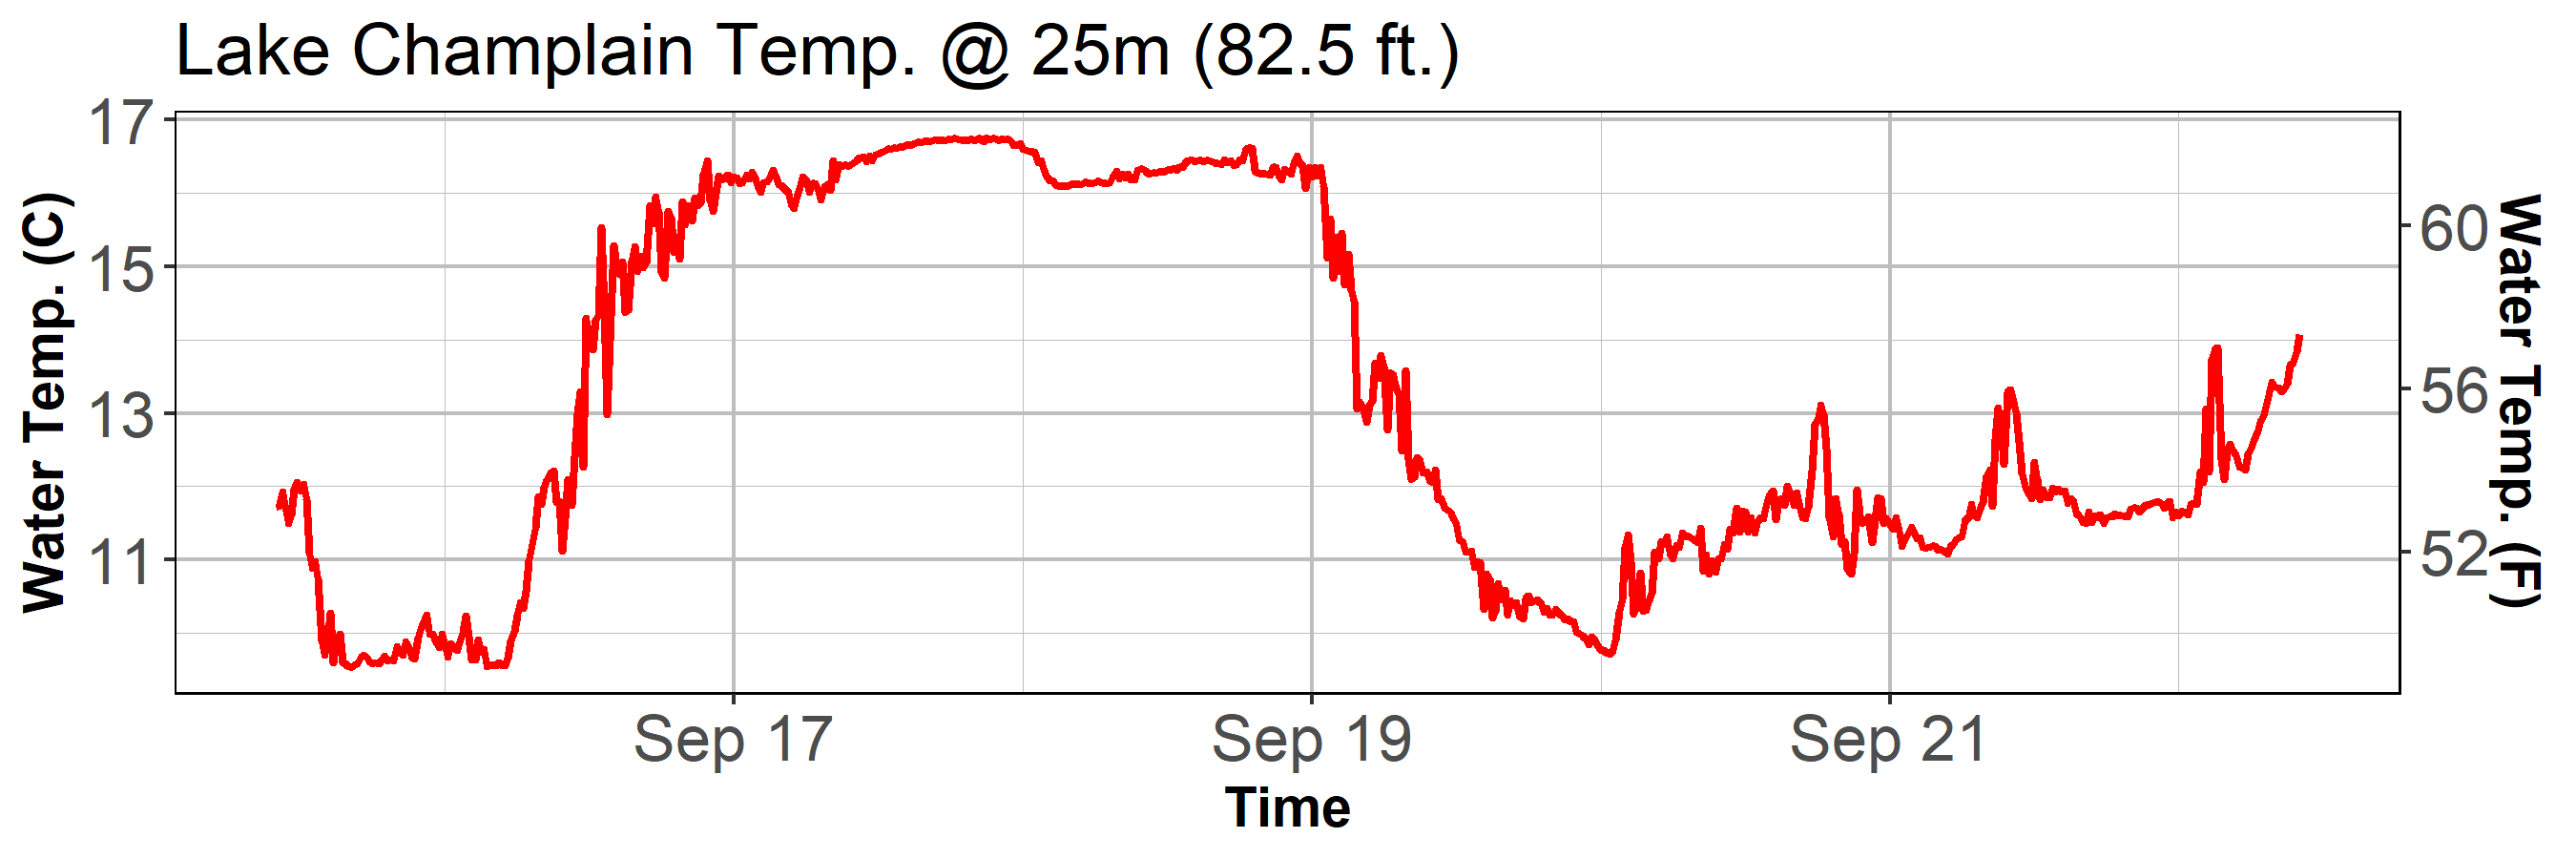 Lake Champlain Temp. @ 25m (82.5 ft.)
Water Temp. (C)
17
15
13
11
60
56
52
Water Temp. (F)
Sep 17
Sep 19
Sep 21
Time